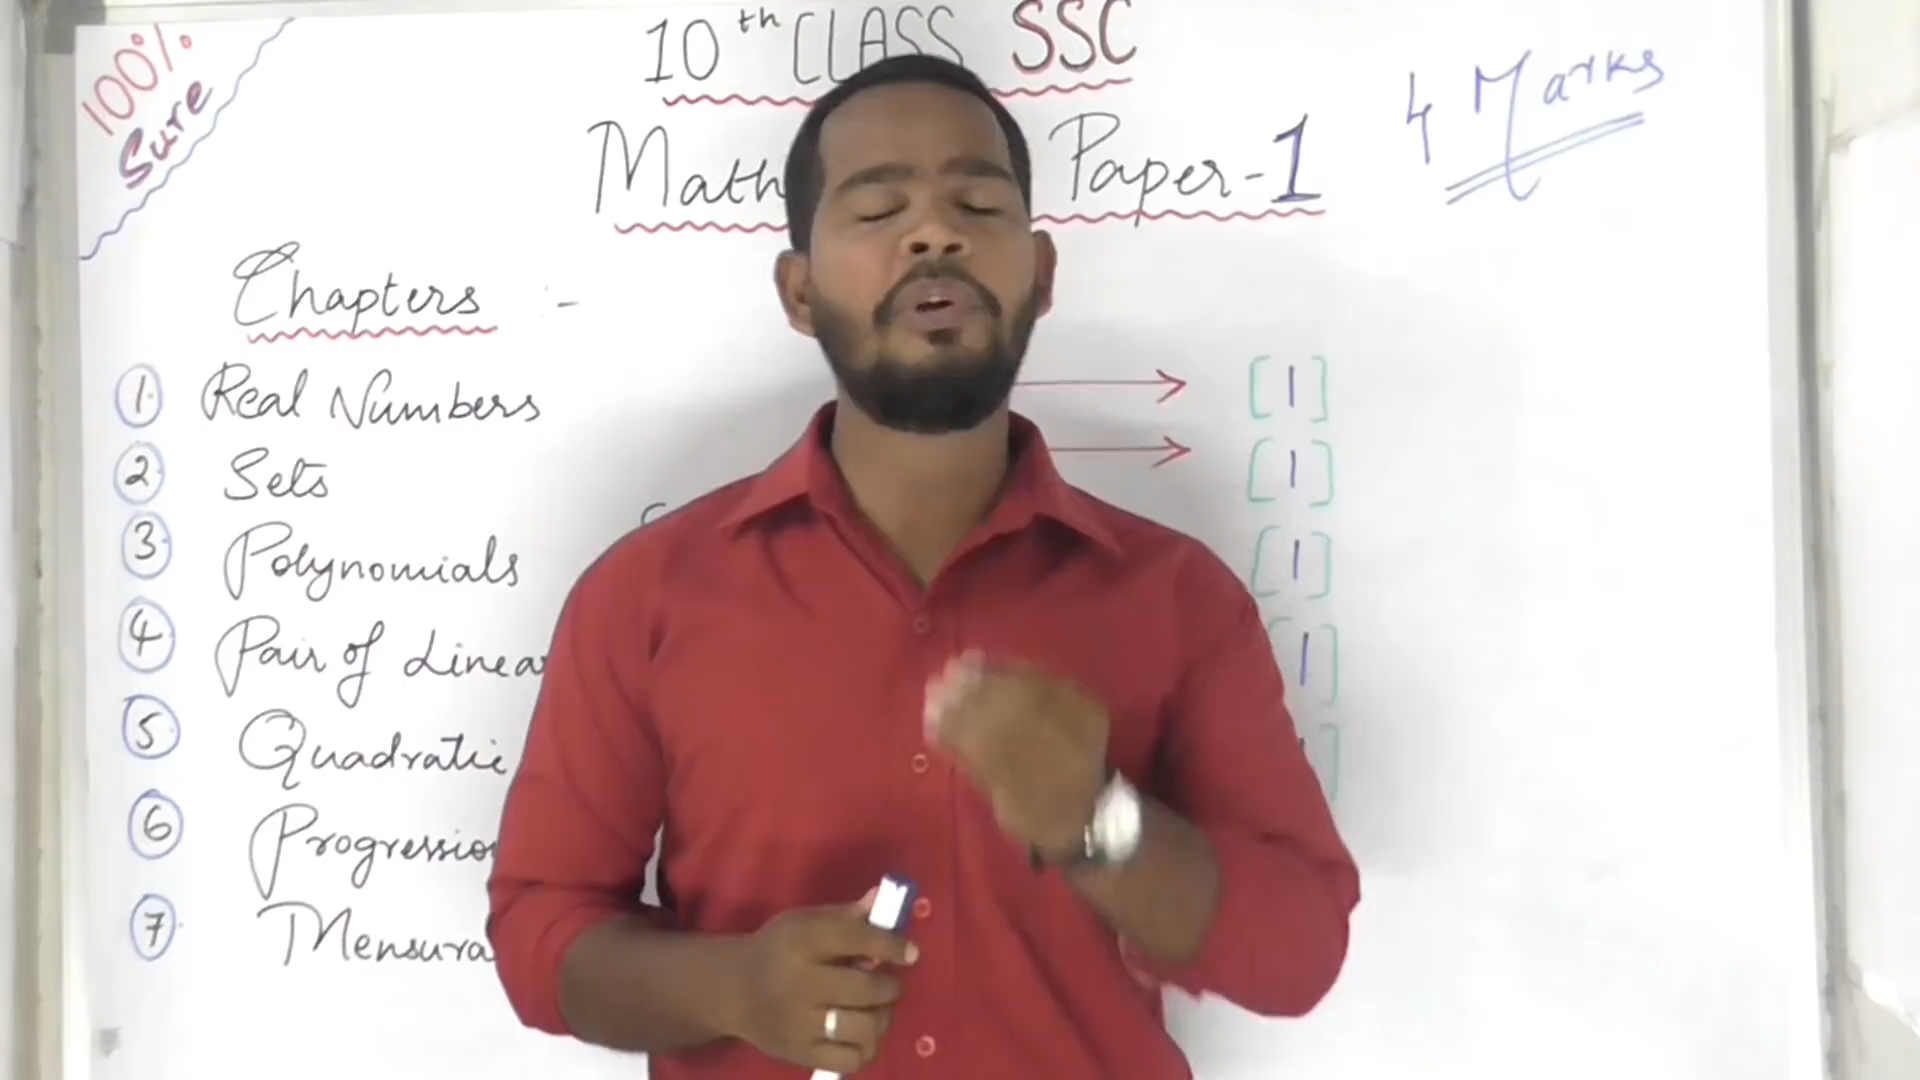 100%
Sure
10th CLASS SSC
Math Paper-1
4 Marks
Chapters :-
1. Real Numbers [1]
2. Sets [1]
3. Polynomials [1]
4. Pair of Linea 1]
5. Quadratic ]
6. Progressio
7. Mensura